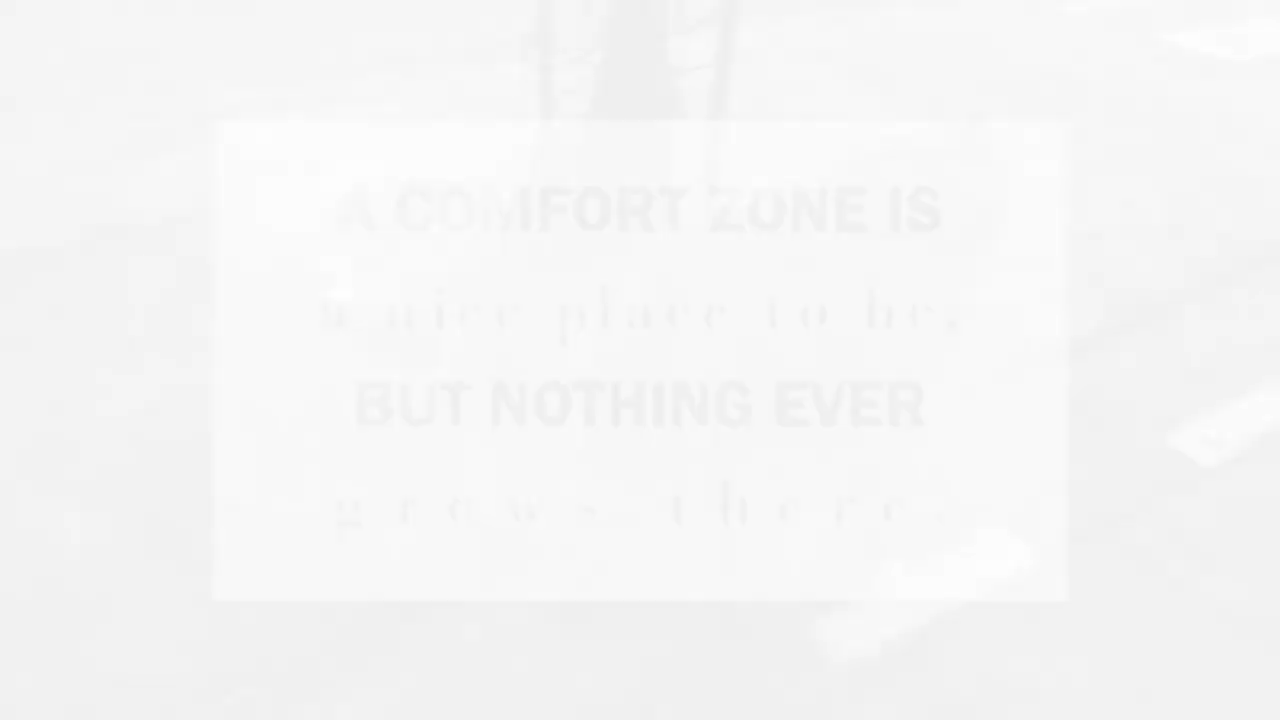 A COMFORT ZONE IS
a nice place to be,
BUT NOTHING EVER
grows there.